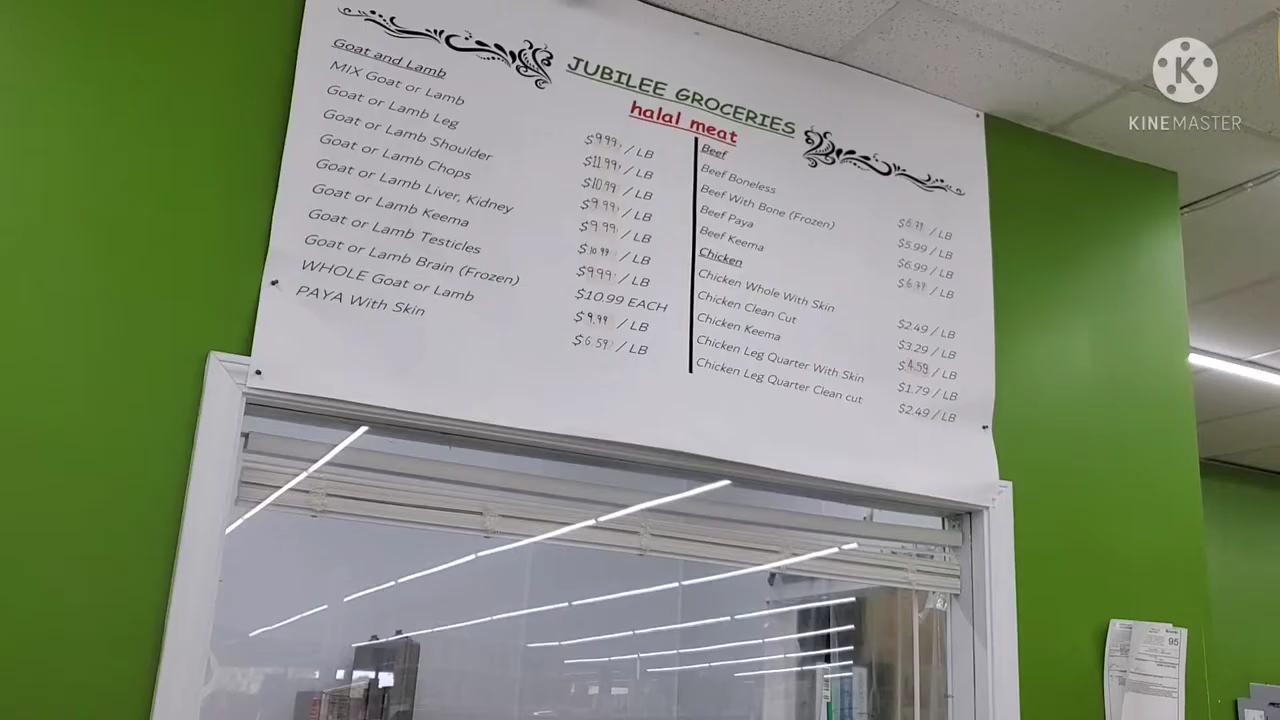 JUBILEE GROCERIES
halal meat
Goat and Lamb
MIX Goat or Lamb $9.99 / LB
Goat or Lamb Leg $11.99 / LB
Goat or Lamb Shoulder $10.99 / LB
Goat or Lamb Chops $9.99 / LB
Goat or Lamb Liver, Kidney $9.99 / LB
Goat or Lamb Keema $10.99 / LB
Goat or Lamb Testicles $9.99 / LB
Goat or Lamb Brain (Frozen) $10.99 EACH
WHOLE Goat or Lamb $9.99 / LB
PAYA With Skin $6.59 / LB
Beef
Beef Boneless / LB
Beef With Bone (Frozen) $5.99 / LB
Beef Paya $6.99 / LB
Beef Keema / LB
Chicken
Chicken Whole With Skin $2.49 / LB
Chicken Clean Cut $3.29 / LB
Chicken Keema $4.59 / LB
Chicken Leg Quarter With Skin $1.79 / LB
Chicken Leg Quarter Clean cut $2.49 / LB
K
KINEMASTER
95